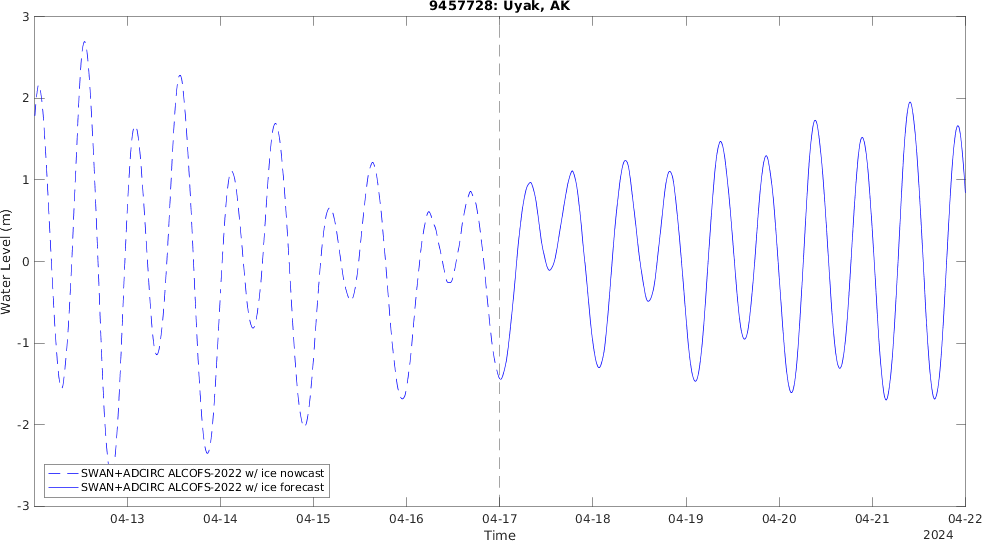 9457728: Uyak, AK
3
2
1
0
-1
-2
-3
Water Level (m)
SWAN+ADCIRC ALCOFS-2022 w/ ice nowcast
SWAN+ADCIRC ALCOFS-2022 w/ ice forecast
04-13 04-14 04-15 04-16 04-17 04-18 04-19 04-20 04-21 04-22
Time
2024